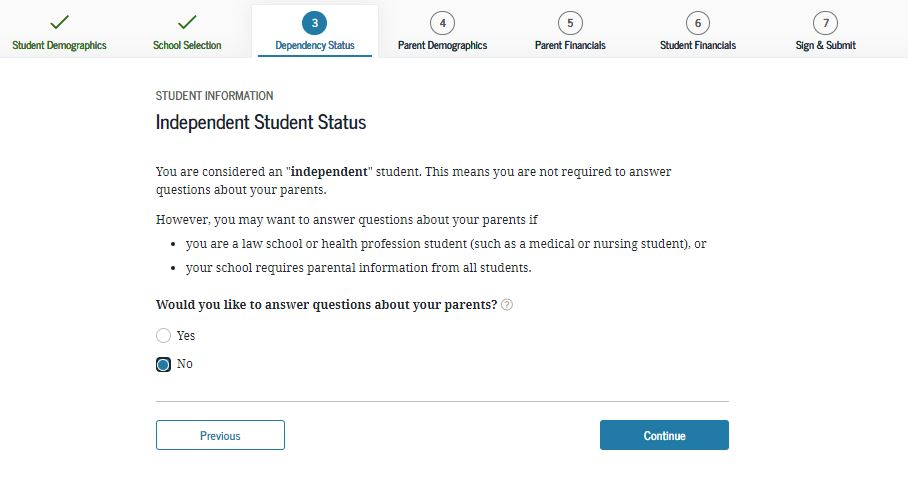 3
4
5
6
7
Student Demographics
School Selection
Dependency Status
Parent Demographics
Parent Financials
Student Financials
Sign & Submit
STUDENT INFORMATION
Independent Student Status
You are considered an "independent" student. This means you are not required to answer
questions about your parents.
However, you may want to answer questions about your parents if
• you are a law school or health profession student (such as a medical or nursing student), or
• your school requires parental information from all students.
Would you like to answer questions about your parents? ?
Yes
No
Previous
Continue